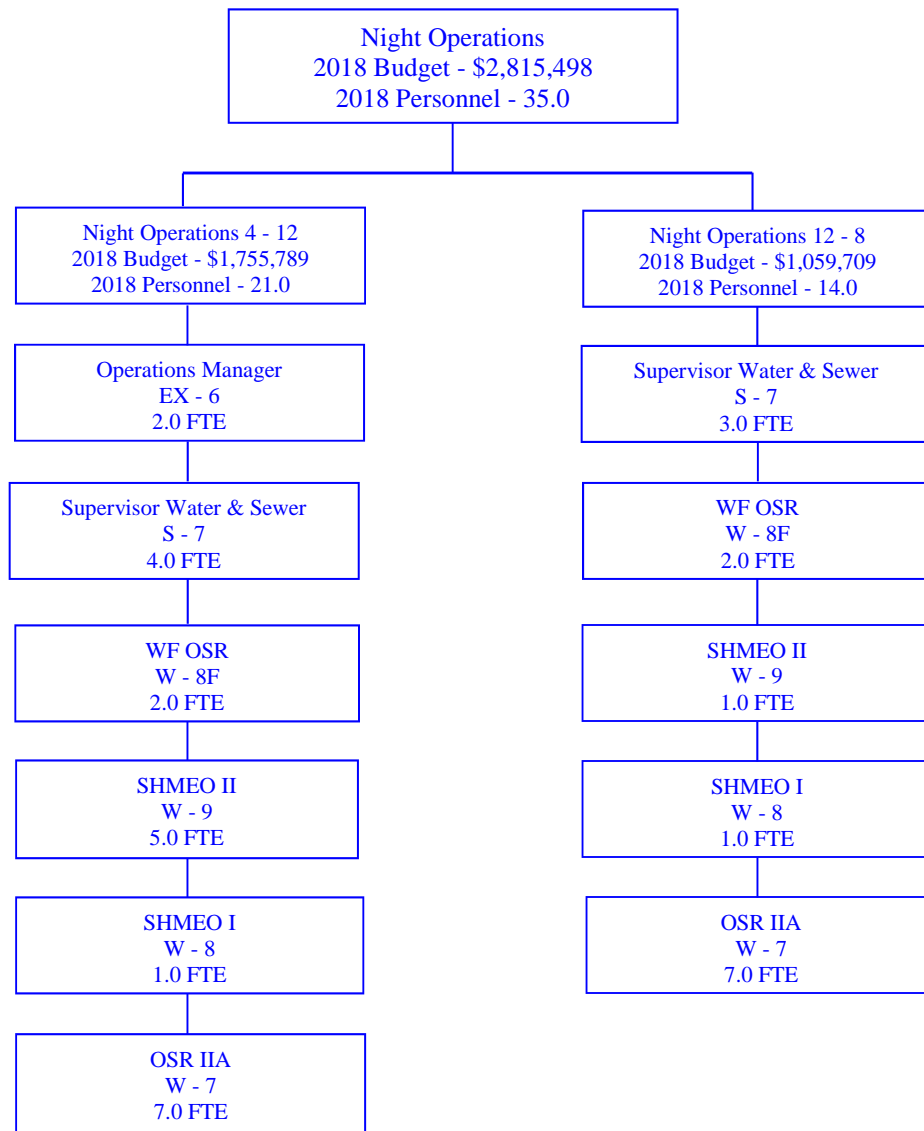 Night Operations
2018 Budget - $2,815,498
2018 Personnel - 35.0
Night Operations 4 - 12
2018 Budget - $1,755,789
2018 Personnel - 21.0
Operations Manager
EX - 6
2.0 FTE
Supervisor Water & Sewer
S - 7
4.0 FTE
WF OSR
W - 8F
2.0 FTE
SHMEO II
W - 9
5.0 FTE
SHMEO I
W - 8
1.0 FTE
OSR IIA
W - 7
7.0 FTE
Night Operations 12 - 8
2018 Budget - $1,059,709
2018 Personnel - 14.0
Supervisor Water & Sewer
S - 7
3.0 FTE
WF OSR
W - 8F
2.0 FTE
SHMEO II
W - 9
1.0 FTE
SHMEO I
W - 8
1.0 FTE
OSR IIA
W - 7
7.0 FTE